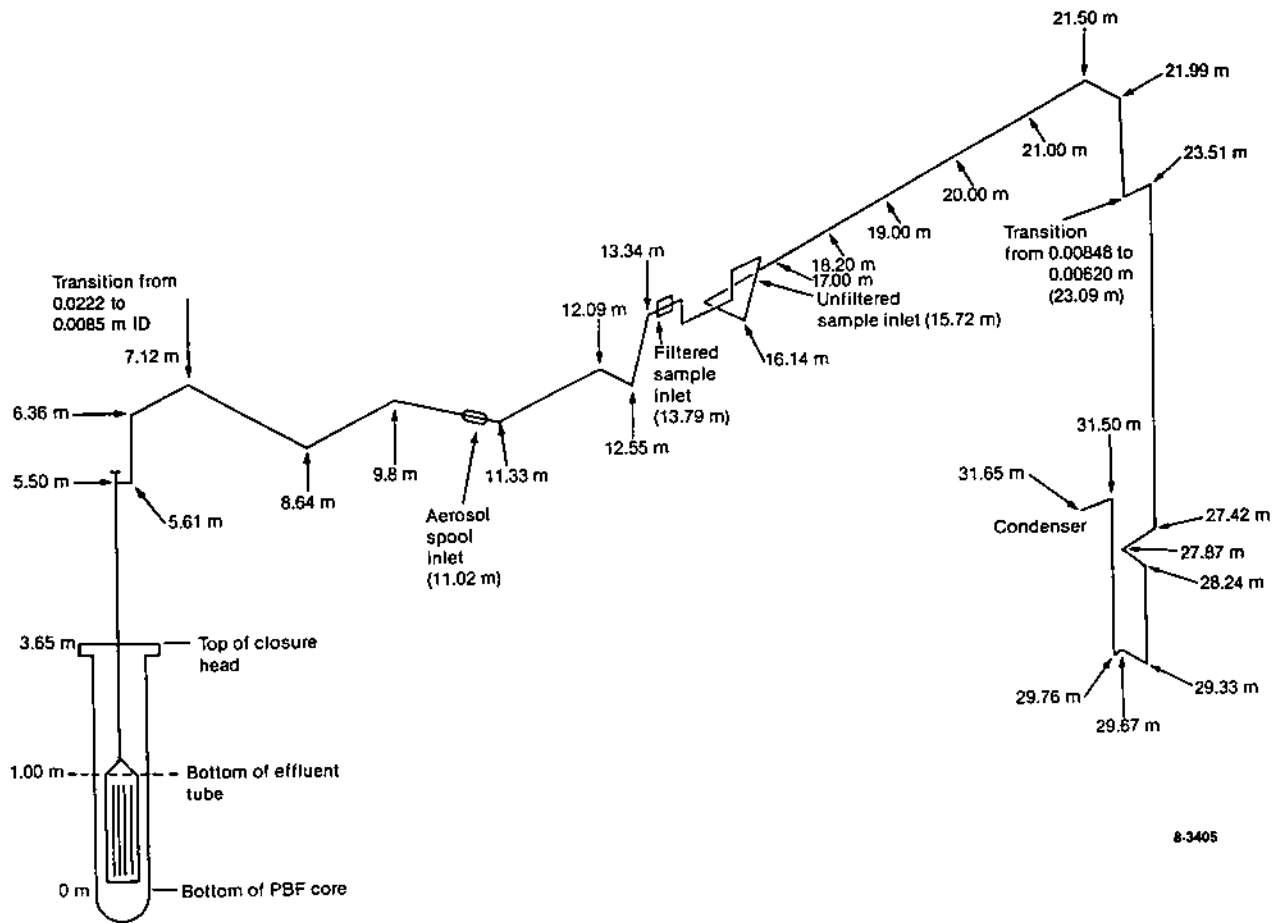 21.50 m
21.99 m
21.00 m
23.51 m
20.00 m
19.00 m
Transition
from 0.00848 to
0.00620 m
(23.09 m)
18.20 m
17.00 m
13.34 m
Unfiltered
sample inlet (15.72 m)
Transition from
0.0222 to
0.0085 m ID
12.09 m
7.12 m
16.14 m
Filtered
sample
inlet
(13.79 m)
6.36 m
12.55 m
31.50 m
5.50 m
9.8 m
11.33 m
31.65 m
8.64 m
5.61 m
Aerosol
spool
inlet
(11.02 m)
Condenser
27.42 m
27.87 m
28.24 m
3.65 m
Top of closure
head
29.76 m
29.33 m
29.67 m
1.00 m
Bottom of effluent
tube
8-3405
0 m
Bottom of PBF core